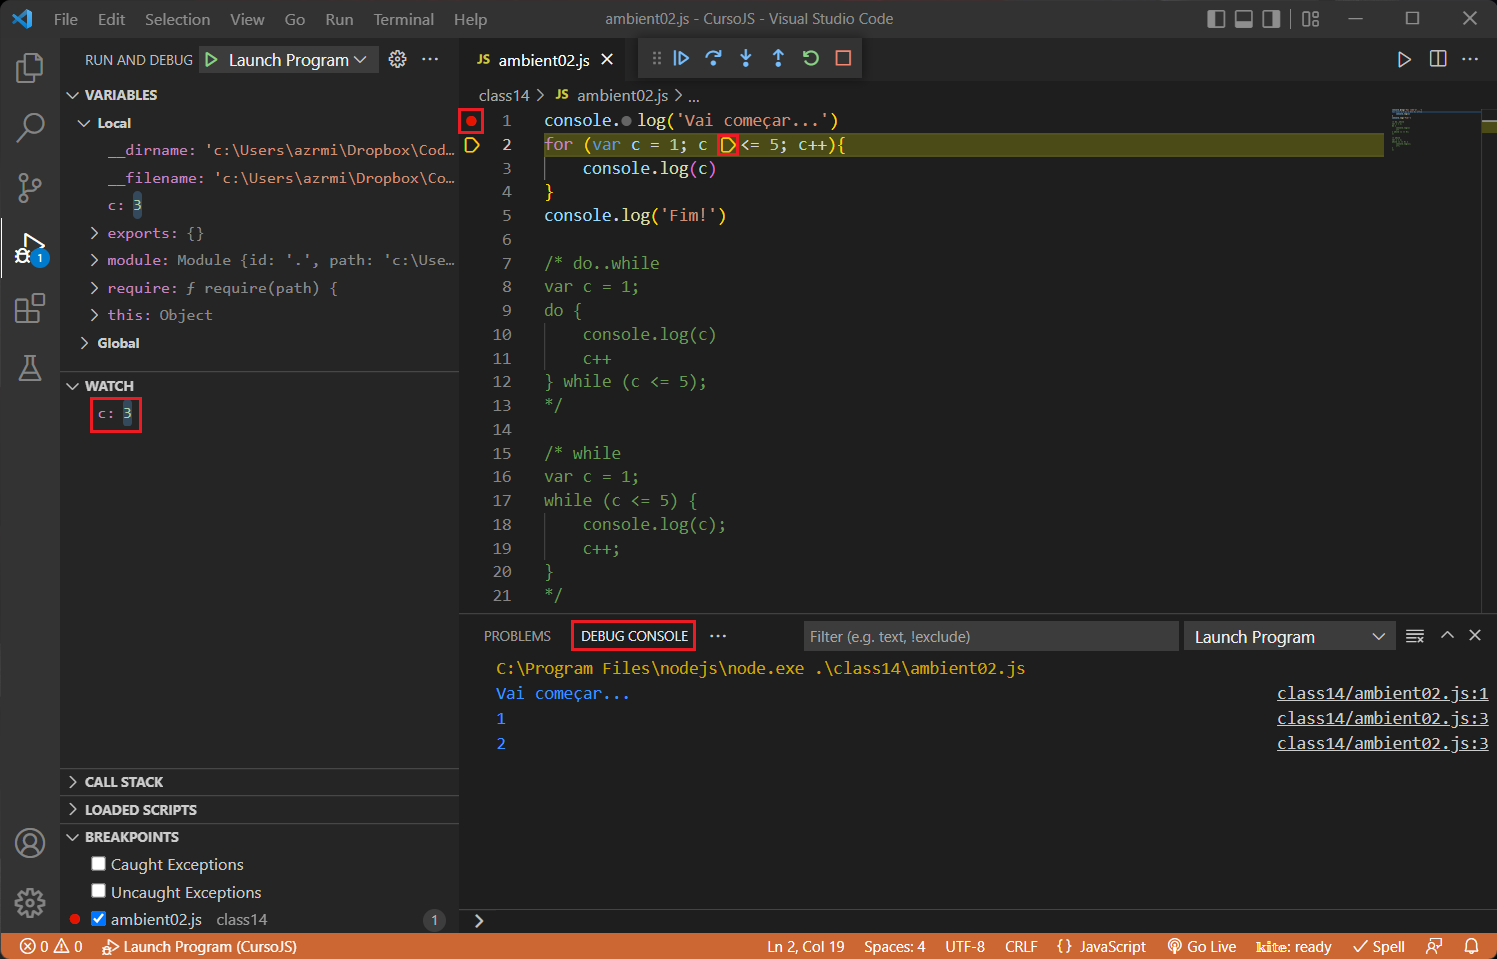 File Edit Selection View Go Run Terminal Help
ambient02.js - CursoJS - Visual Studio Code
RUN AND DEBUG Launch Program ...
VARIABLES
Local
__dirname: 'c:\Users\azrmi\Dropbox\Cod...
__filename: 'c:\Users\azrmi\Dropbox\Co...
c: 3
exports: {}
module: Module {id: '.', path: 'c:\Use...
require: ƒ require(path) {
this: Object
Global
WATCH
c: 3
CALL STACK
LOADED SCRIPTS
BREAKPOINTS
Caught Exceptions
Uncaught Exceptions
ambient02.js class14 1
1
JS ambient02.js
class14 > JS ambient02.js > ...
1 console.log('Vai começar...')
2 for (var c = 1; c <= 5; c++){
3 console.log(c)
4 }
5 console.log('Fim!')
6
7 /* do..while
8 var c = 1;
9 do {
10 console.log(c)
11 c++
12 } while (c <= 5);
13 */
14
15 /* while
16 var c = 1;
17 while (c <= 5) {
18 console.log(c);
19 c++;
20 }
21 */
PROBLEMS DEBUG CONSOLE ... Filter (e.g. text, !exclude) Launch Program
C:\Program Files\nodejs\node.exe .\class14\ambient02.js
Vai começar... class14/ambient02.js:1
1 class14/ambient02.js:3
2 class14/ambient02.js:3
>
0 0 Launch Program (CursoJS) Ln 2, Col 19 Spaces: 4 UTF-8 CRLF {} JavaScript Go Live kite: ready Spell